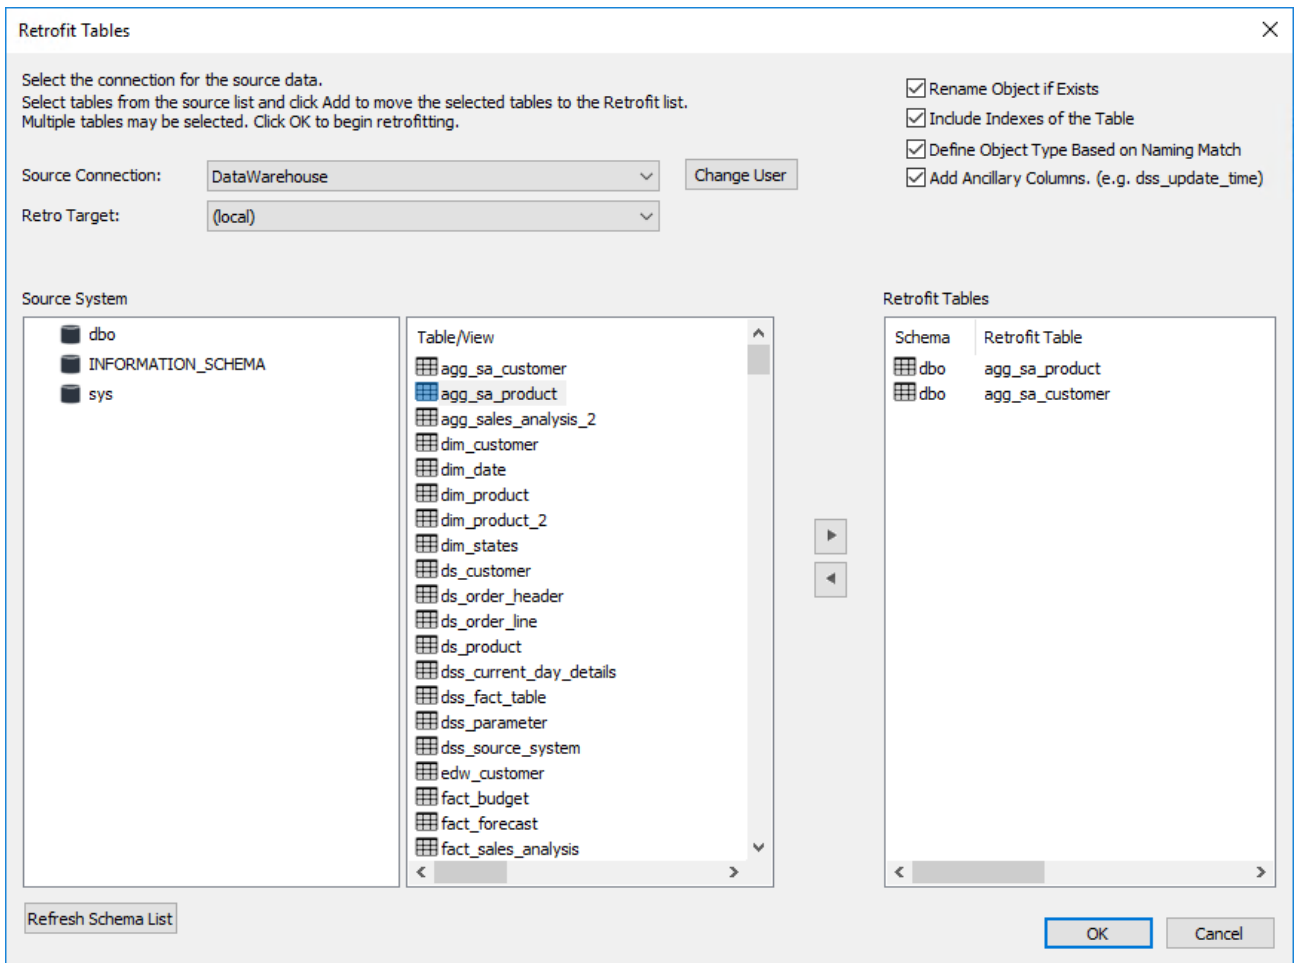 Retrofit Tables
Select the connection for the source data.
Select tables from the source list and click Add to move the selected tables to the Retrofit list.
Multiple tables may be selected. Click OK to begin retrofitting.
Rename Object if Exists
Include Indexes of the Table
Define Object Type Based on Naming Match
Add Ancillary Columns. (e.g. dss_update_time)
Source Connection:
DataWarehouse
Change User
Retro Target:
(local)
Source System
dbo
INFORMATION_SCHEMA
sys
Table/View
agg_sa_customer
agg_sa_product
agg_sales_analysis_2
dim_customer
dim_date
dim_product
dim_product_2
dim_states
ds_customer
ds_order_header
ds_order_line
ds_product
dss_current_day_details
dss_fact_table
dss_parameter
dss_source_system
edw_customer
fact_budget
fact_forecast
fact_sales_analysis
Retrofit Tables
Schema Retrofit Table
dbo agg_sa_product
dbo agg_sa_customer
Refresh Schema List
OK
Cancel